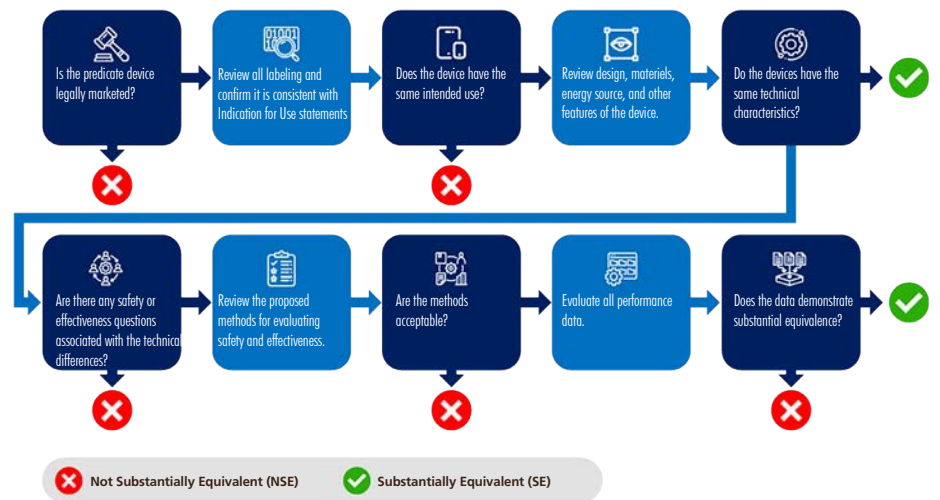 01001
Is the predicate device
legally marketed?
Review all labeling and
confirm it is consistent with
Indication for Use statements
Does the device have the
same intended use?
Review design, materiels,
energy source, and other
features of the device.
Do the devices have the
same technical
characteristics?
Are there any safety or
effectiveness questions
associated with the technical
differences?
Review the proposed
methods for evaluating
safety and effectiveness.
Are the methods
acceptable?
Evaluate all performance
data.
Does the data demonstrate
substantial equivalence?
Not Substantially Equivalent (NSE)
Substantially Equivalent (SE)